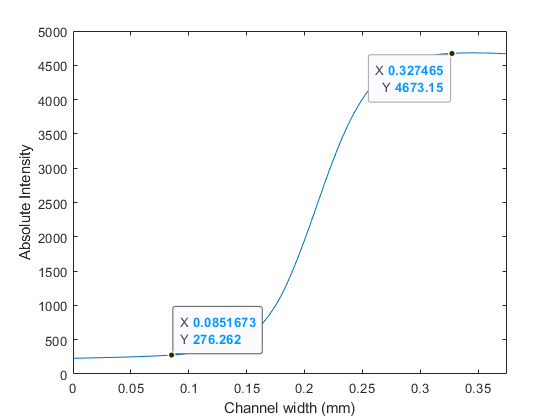 5000
4500
4000
3500
3000
2500
2000
1500
1000
500
0
Absolute Intensity
X 0.327465
Y 4673.15
X 0.0851673
Y 276.262
0 0.05 0.1 0.15 0.2 0.25 0.3 0.35
Channel width (mm)